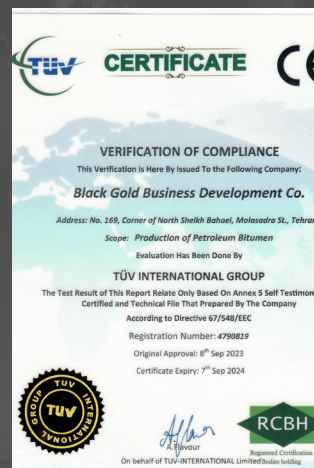 TÜV CERTIFICATE CE
VERIFICATION OF COMPLIANCE
This Verification Is Here By Issued To the Following Company:
Black Gold Business Development Co.
Address: No. 169, Corner of North Sheikh Bahaei, Molasadra St., Tehran
Scope: Production of Petroleum Bitumen
Evaluation Has Been Done By
TÜV INTERNATIONAL GROUP
The Test Result of This Report Relate Only Based On Annex 5 Self Testimon
Certified and Technical File That Prepared By The Company
According to Directive 67/548/EEC
Registration Number: 4790819
Original Approval: 8th Sep 2023
Certificate Expiry: 7th Sep 2024
TUV INTERNATIONAL GROUP
TUV
A.Flavour
On behalf of TUV-INTERNATIONAL Limited
RCBH
Registered Certification
Bodies holding